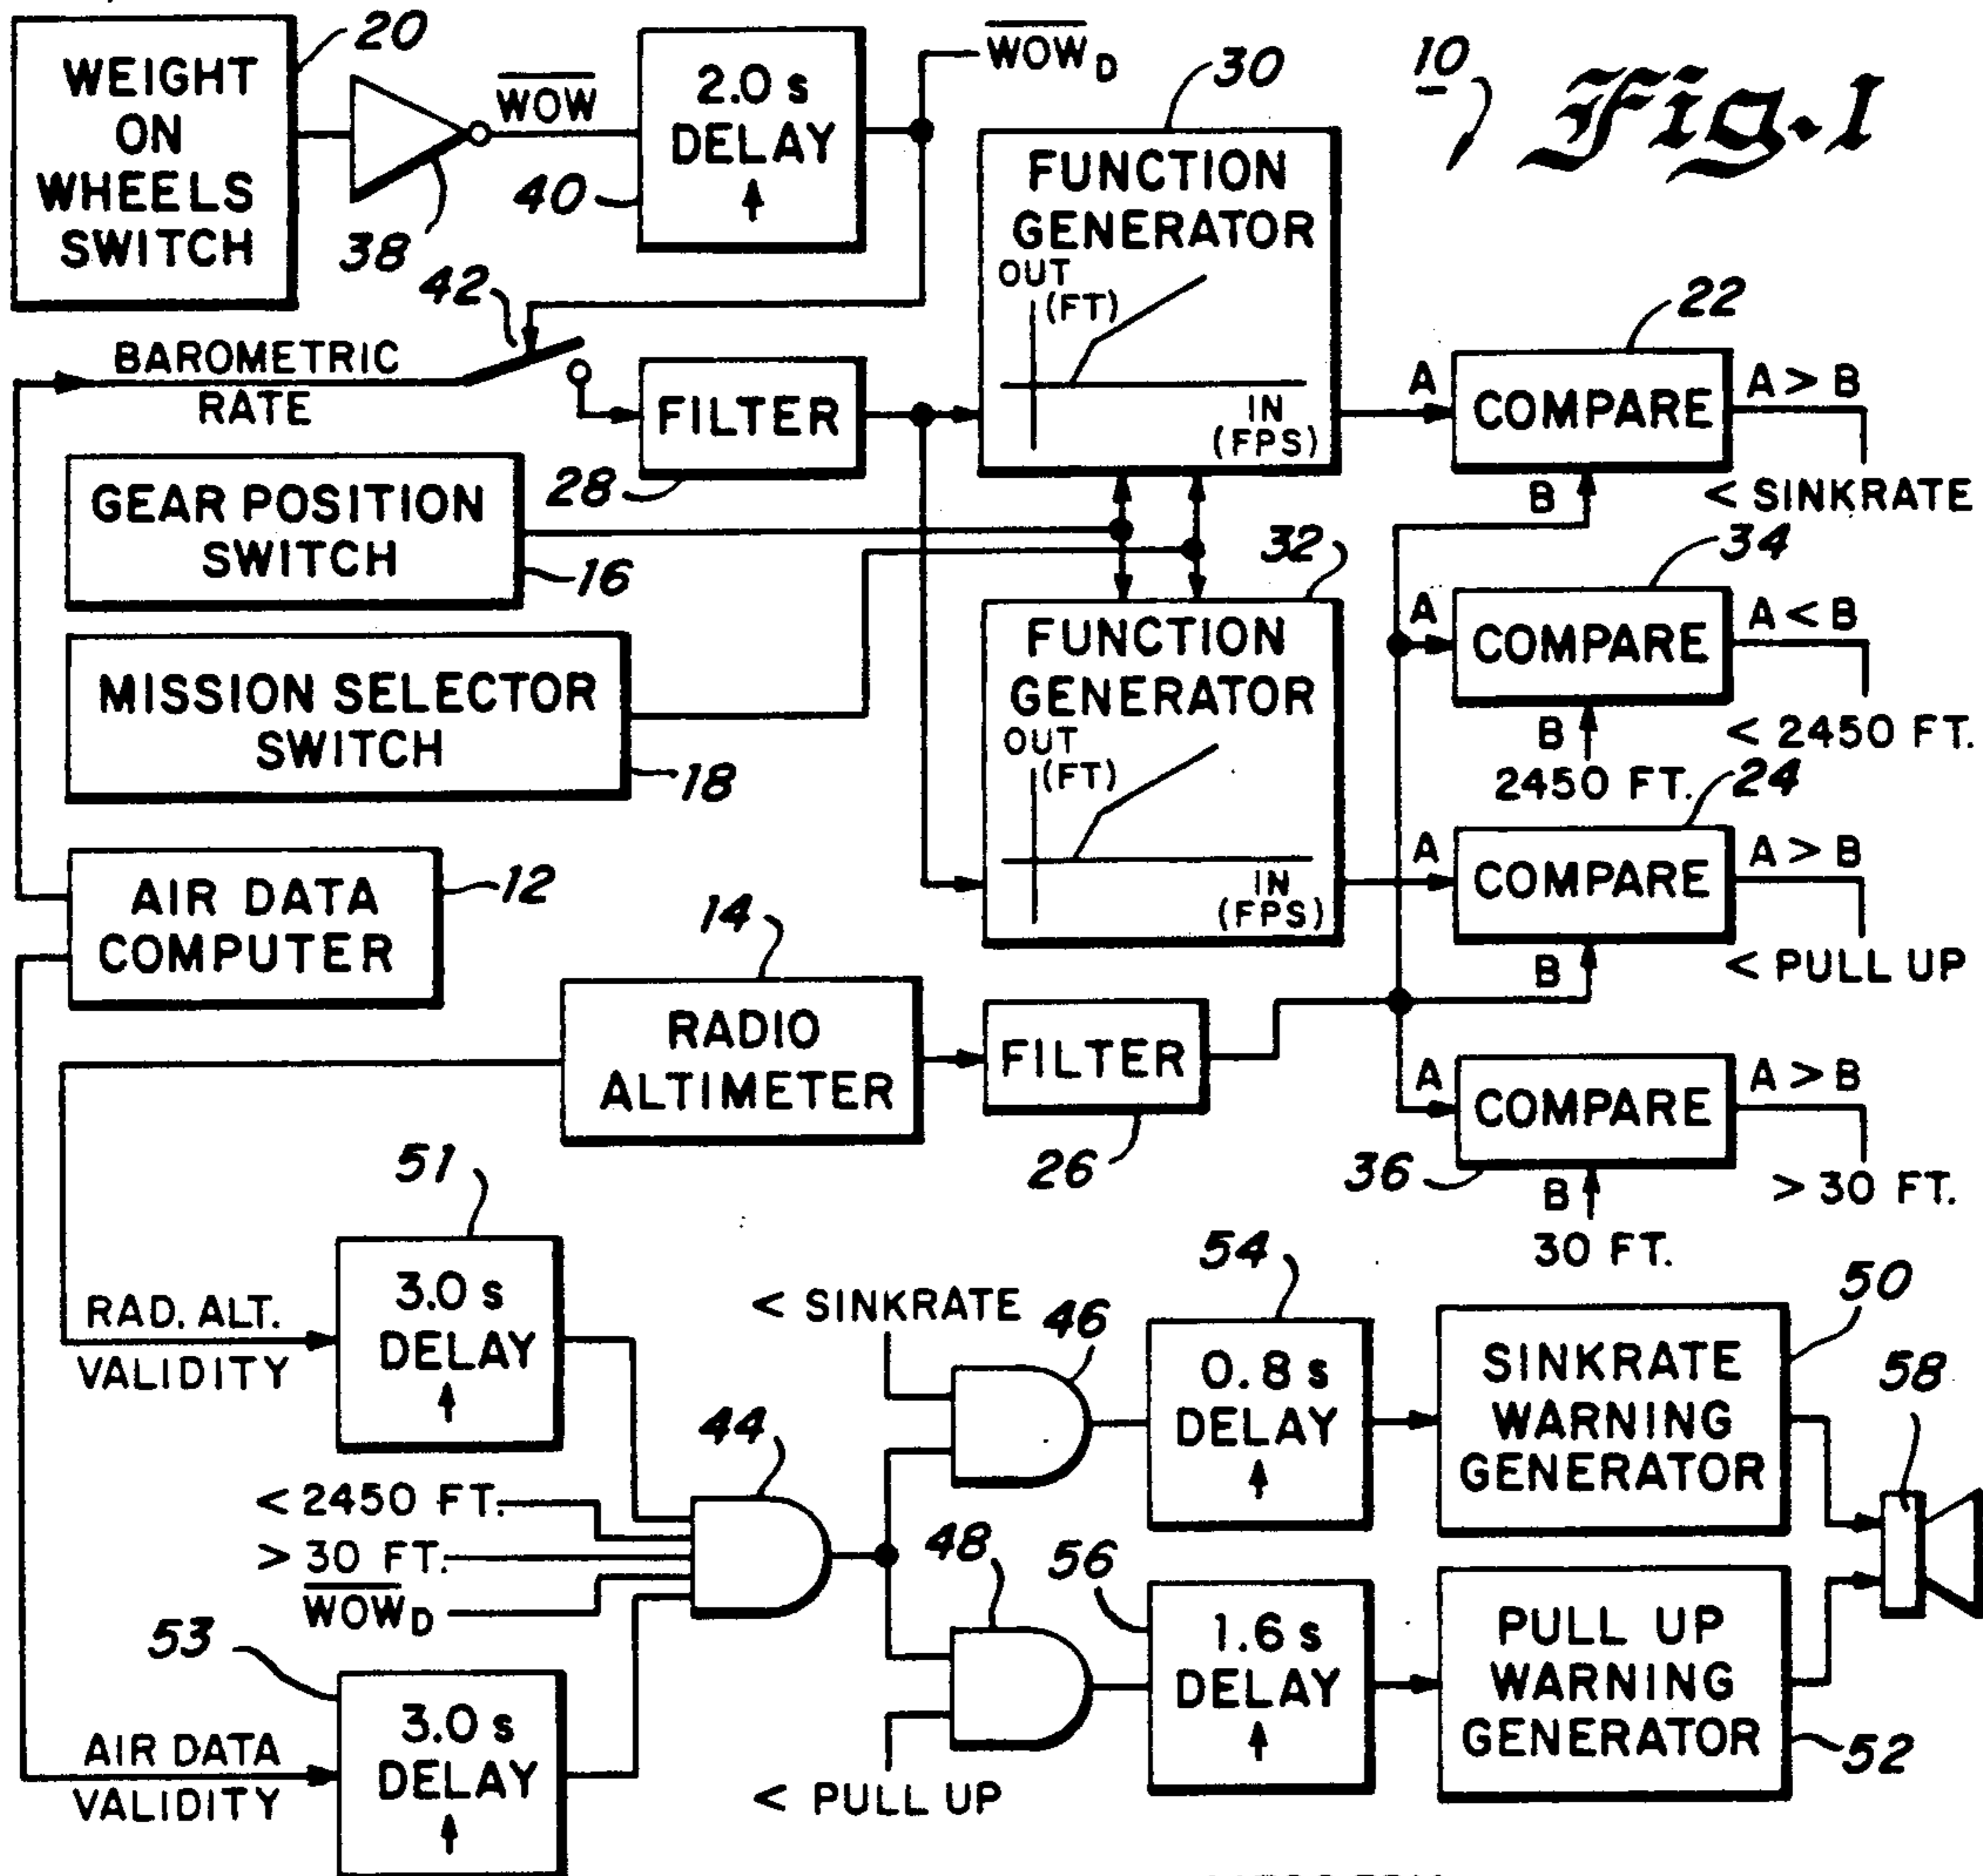 20
WEIGHT
ON
WHEELS
SWITCH
38
WOW
2.0 s
DELAY
40
WOW D
30
10
Fig. 1
FUNCTION
GENERATOR
OUT
(FT)
IN
(FPS)
42
BAROMETRIC
RATE
FILTER
28
22
A
COMPARE
A > B
B
< SINKRATE
GEAR POSITION
SWITCH
16
32
34
A
COMPARE
A < B
B
< 2450 FT.
2450 FT.
MISSION SELECTOR
SWITCH
18
FUNCTION
GENERATOR
OUT
(FT)
IN
(FPS)
24
A
COMPARE
A > B
B
< PULL UP
AIR DATA
COMPUTER
12
14
RADIO
ALTIMETER
FILTER
26
A
COMPARE
A > B
36
B
> 30 FT.
30 FT.
51
RAD. ALT.
VALIDITY
3.0 s
DELAY
< SINKRATE
46
54
0.8 s
DELAY
50
SINKRATE
WARNING
GENERATOR
58
44
< 2450 FT.
> 30 FT.
WOW D
53
AIR DATA
VALIDITY
3.0 s
DELAY
48
< PULL UP
56
1.6 s
DELAY
PULL UP
WARNING
GENERATOR
52